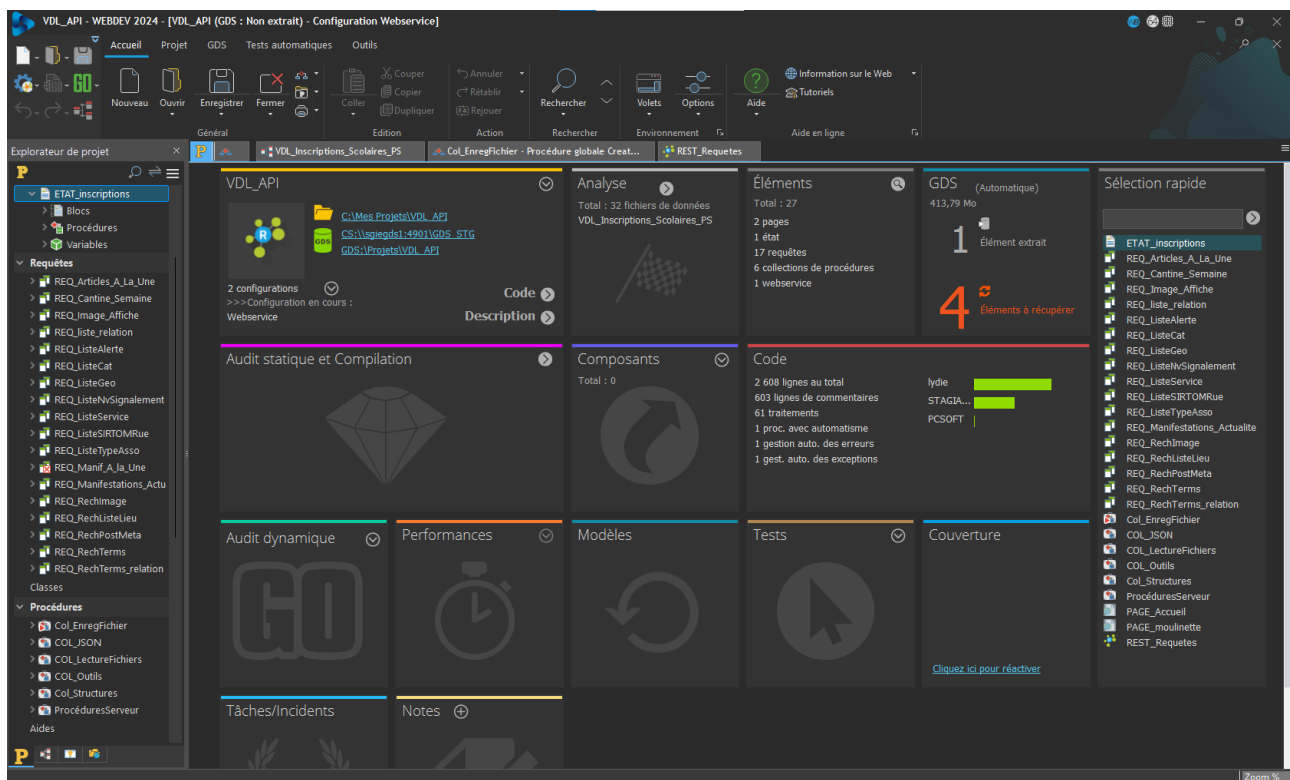 VDL_API - WEBDEV 2024 - [VDL_API (GDS : Non extrait) - Configuration Webservice]
Accueil Projet GDS Tests automatiques Outils
Nouveau Ouvrir Enregistrer Fermer Coller Couper Copier Dupliquer Annuler Rétablir Rejouer Rechercher Volets Options Aide Information sur le Web Tutoriels
Général Edition Action Rechercher Environnement Aide en ligne
Explorateur de projet
VDL_Inscriptions_Scolaires_PS Col_EnregFichier - Procédure globale Creat... REST_Requetes
ETAT_inscriptions
Blocs
Procédures
Variables
Requêtes
REQ_Articles_A_La_Une
REQ_Cantine_Semaine
REQ_Image_Affiche
REQ_liste_relation
REQ_ListeAlerte
REQ_ListeCat
REQ_ListeGeo
REQ_ListeNvSignalement
REQ_ListeService
REQ_ListeSIRTOMRue
REQ_ListeTypeAsso
REQ_Manif_A_la_Une
REQ_Manifestations_Actu
REQ_RechImage
REQ_RechListeLieu
REQ_RechPostMeta
REQ_RechTerms
REQ_RechTerms_relation
Classes
Procédures
Col_EnregFichier
COL_JSON
COL_LectureFichiers
COL_Outils
Col_Structures
ProcéduresServeur
Aides
VDL_API
C:\Mes Projets\VDL_API
CS:\\sgiegds1:4901\GDS_STG
GDS:\Projets\VDL_API
2 configurations
>>>Configuration en cours :
Webservice
Code
Description
Analyse
Total : 32 fichiers de données
VDL_Inscriptions_Scolaires_PS
Éléments
Total : 27
2 pages
1 état
17 requêtes
6 collections de procédures
1 webservice
GDS (Automatique)
413,79 Mo
1 Élément extrait
4 Éléments à récupérer
Audit statique et Compilation
Composants
Total : 0
Code
2 608 lignes au total
603 lignes de commentaires
61 traitements
1 proc. avec automatisme
1 gestion auto. des erreurs
1 gest. auto. des exceptions
lydie
STAGIA...
PCSOFT
Audit dynamique
GO
Performances
Modèles
Tests
Couverture
Cliquez ici pour réactiver
Tâches/Incidents
Notes
Sélection rapide
ETAT_inscriptions
REQ_Articles_A_La_Une
REQ_Cantine_Semaine
REQ_Image_Affiche
REQ_liste_relation
REQ_ListeAlerte
REQ_ListeCat
REQ_ListeGeo
REQ_ListeNvSignalement
REQ_ListeService
REQ_ListeSIRTOMRue
REQ_ListeTypeAsso
REQ_Manifestations_Actualite
REQ_RechImage
REQ_RechListeLieu
REQ_RechPostMeta
REQ_RechTerms
REQ_RechTerms_relation
Col_EnregFichier
COL_JSON
COL_LectureFichiers
COL_Outils
Col_Structures
ProcéduresServeur
PAGE_Accueil
PAGE_moulinette
REST_Requetes
Zoom %